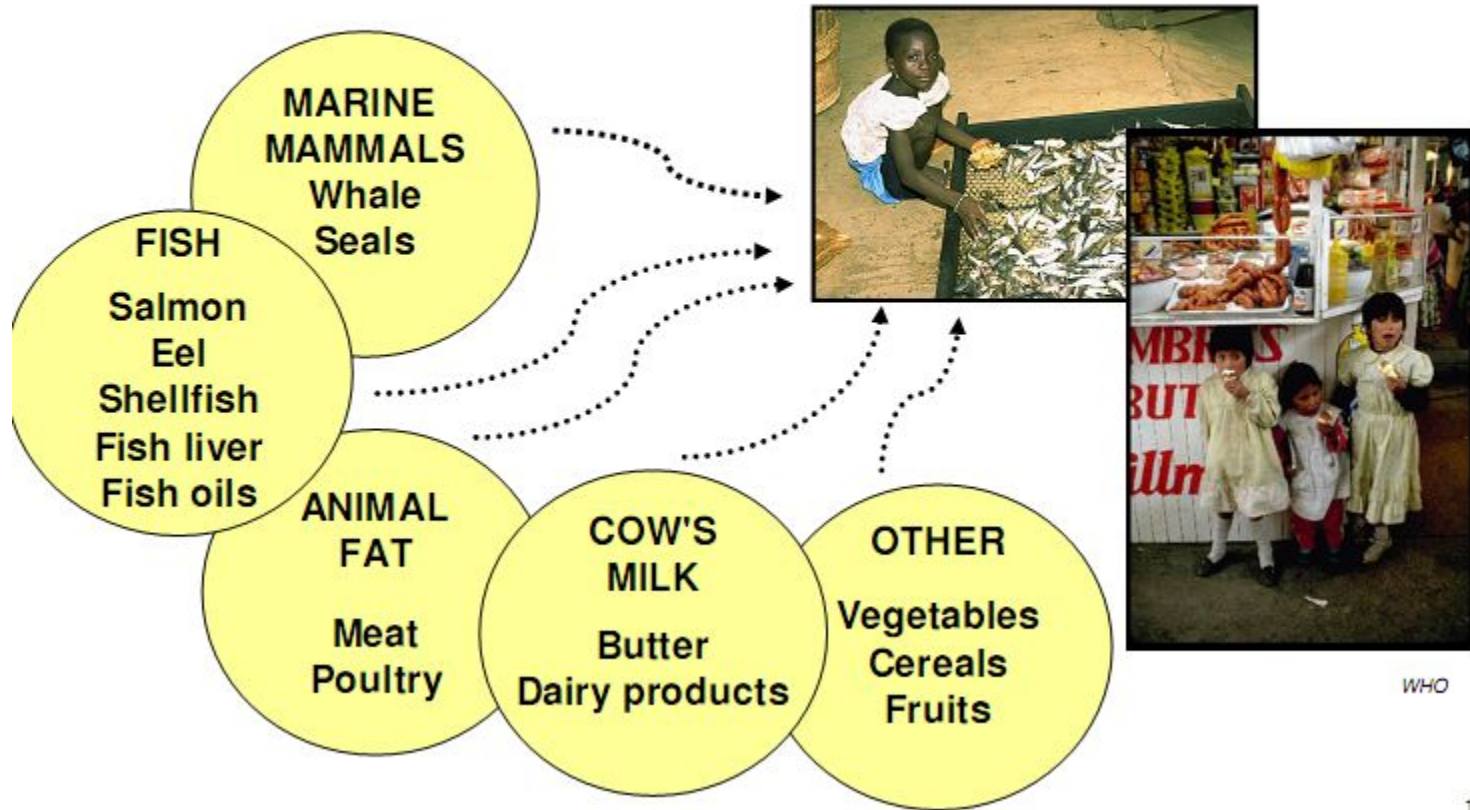 MARINE
MAMMALS
Whale
Seals
FISH
Salmon
Eel
Shellfish
Fish liver
Fish oils
ANIMAL
FAT
Meat
Poultry
COW'S
MILK
Butter
Dairy products
OTHER
Vegetables
Cereals
Fruits
WHO